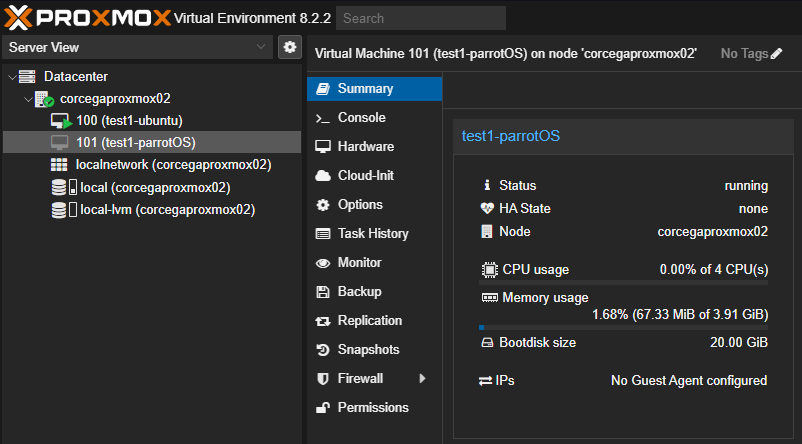 PROXMOX Virtual Environment 8.2.2 Search
Server View
Datacenter
corcegaproxmox02
100 (test1-ubuntu)
101 (test1-parrotOS)
localnetwork (corcegaproxmox02)
local (corcegaproxmox02)
local-lvm (corcegaproxmox02)
Virtual Machine 101 (test1-parrotOS) on node 'corcegaproxmox02' No Tags
Summary
Console
Hardware
Cloud-Init
Options
Task History
Monitor
Backup
Replication
Snapshots
Firewall
Permissions
test1-parrotOS
Status running
HA State none
Node corcegaproxmox02
CPU usage 0.00% of 4 CPU(s)
Memory usage
1.68% (67.33 MiB of 3.91 GiB)
Bootdisk size 20.00 GiB
IPs No Guest Agent configured